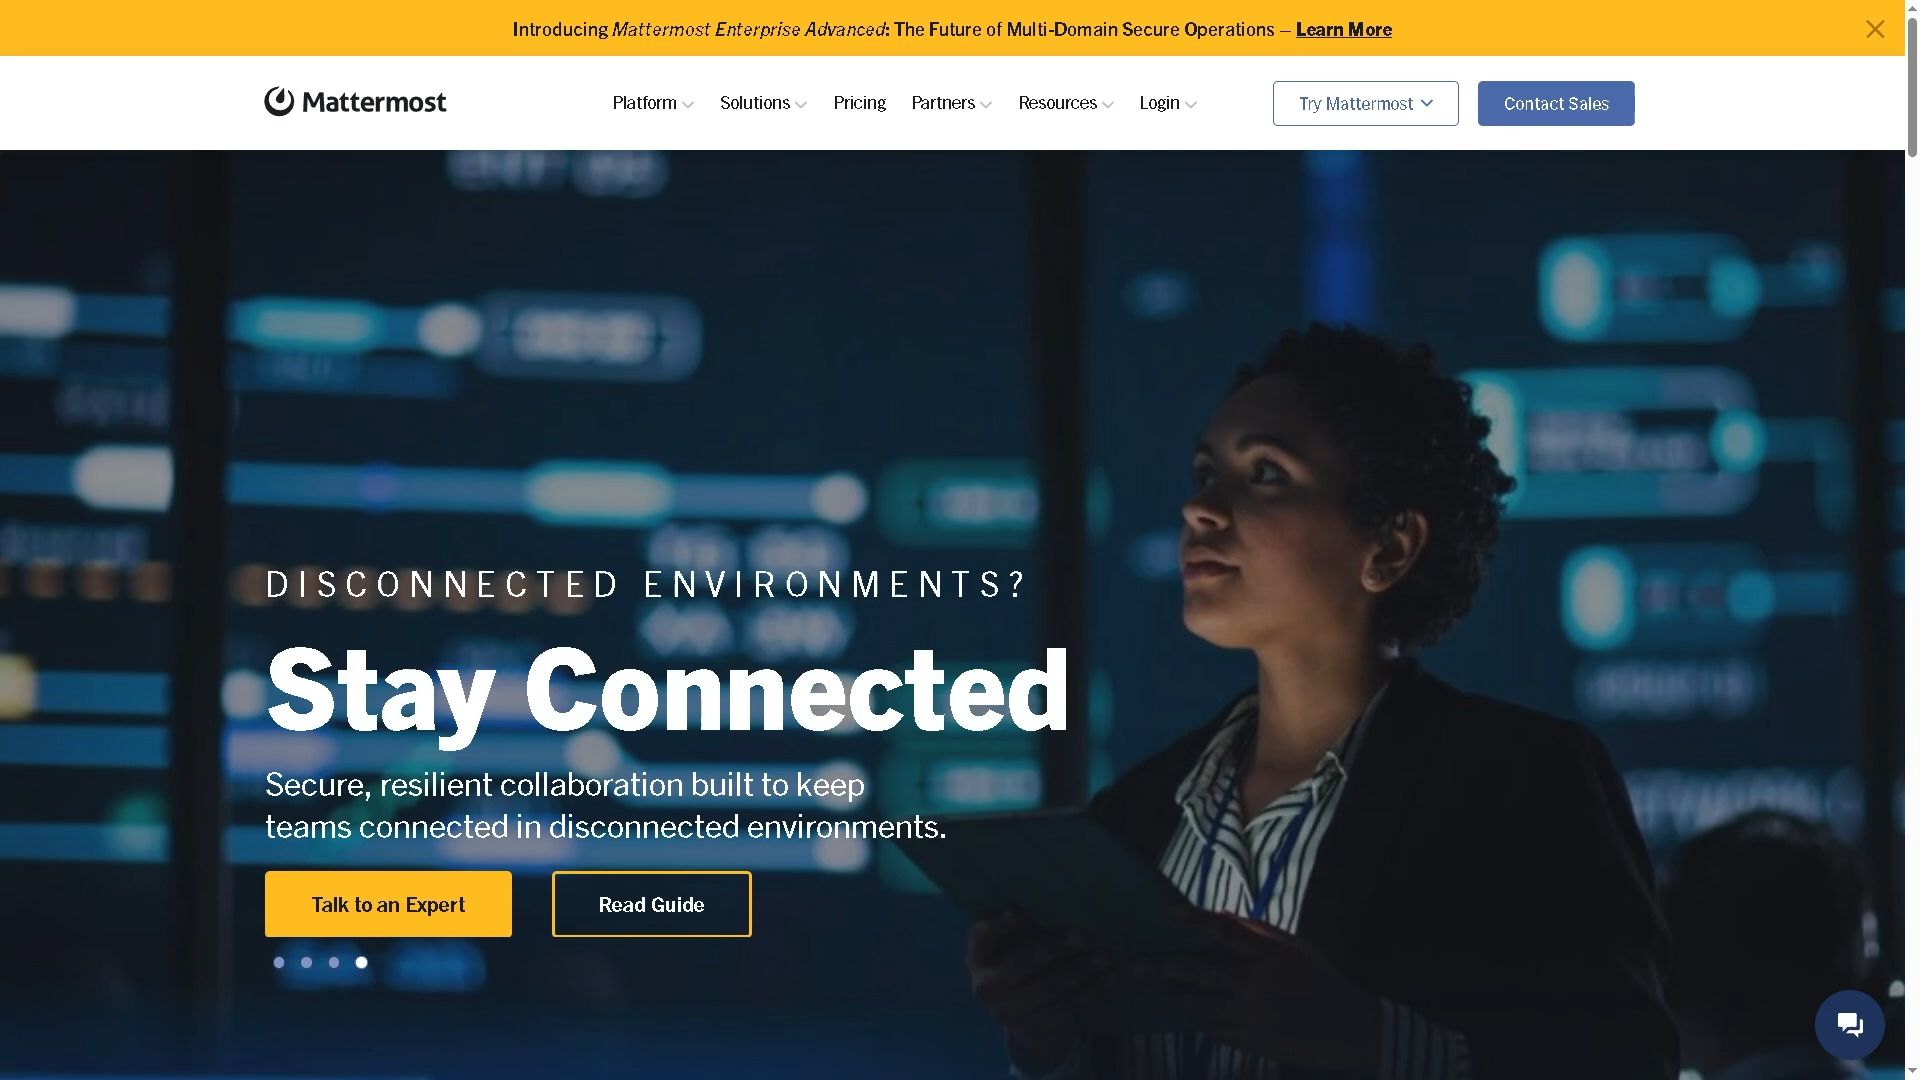 Introducing Mattermost Enterprise Advanced: The Future of Multi-Domain Secure Operations – Learn More
Mattermost
Platform
Solutions
Pricing
Partners
Resources
Login
Try Mattermost
Contact Sales
DISCONNECTED ENVIRONMENTS?
Stay Connected
Secure, resilient collaboration built to keep
teams connected in disconnected environments.
Talk to an Expert
Read Guide